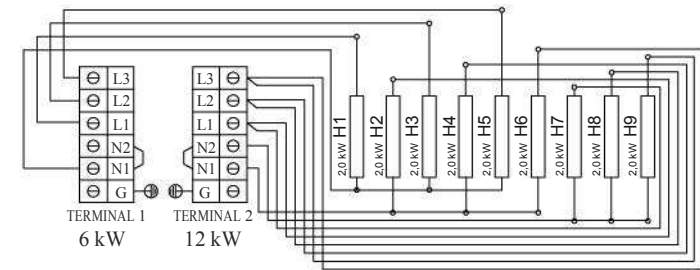 L3
L2
L1
N2
N1
G
TERMINAL 1
6 kW
L3
L2
L1
N2
N1
G
TERMINAL 2
12 kW
2,0 kW H1
2,0 kW H2
2,0 kW H3
2,0 kW H4
2,0 kW H5
2,0 kW H6
2,0 kW H7
2,0 kW H8
2,0 kW H9